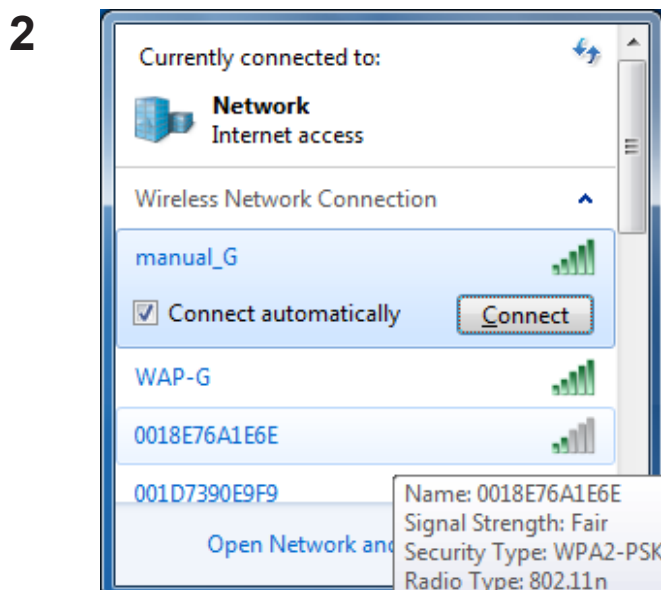 2
Currently connected to:
Network
Internet access
Wireless Network Connection
manual_G
Connect automatically
Connect
WAP-G
0018E76A1E6E
001D7390E9F9
Open Network and
Name: 0018E76A1E6E
Signal Strength: Fair
Security Type: WPA2-PSK
Radio Type: 802.11n